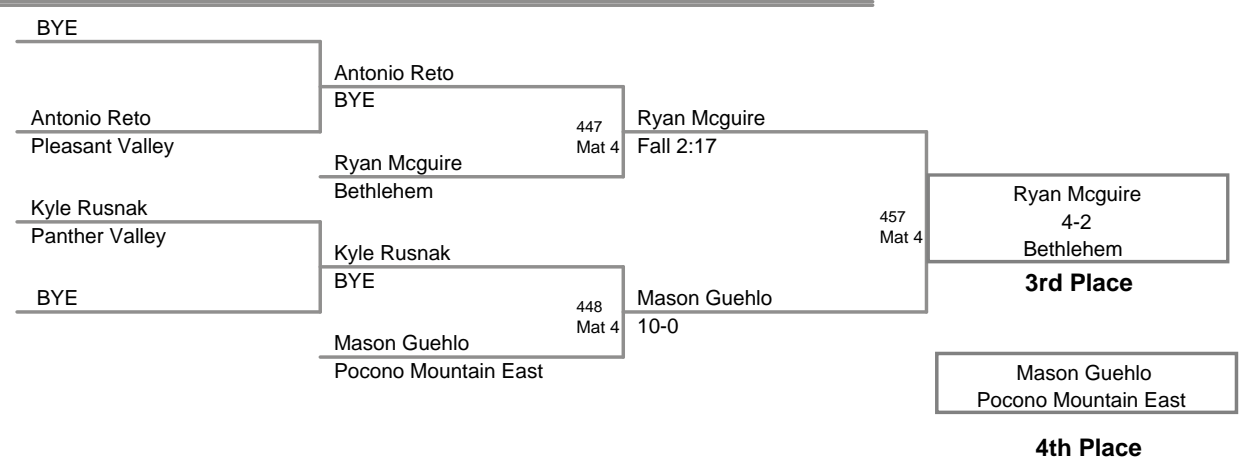 BYE
Antonio Reto
BYE
Antonio Reto
Pleasant Valley
447
Mat 4
Ryan Mcguire
Fall 2:17
Ryan Mcguire
Bethlehem
Kyle Rusnak
Panther Valley
Ryan Mcguire
4-2
Bethlehem
3rd Place
457
Mat 4
Kyle Rusnak
BYE
BYE
448
Mat 4
Mason Guehlo
10-0
Mason Guehlo
Pocono Mountain East
Mason Guehlo
Pocono Mountain East
4th Place